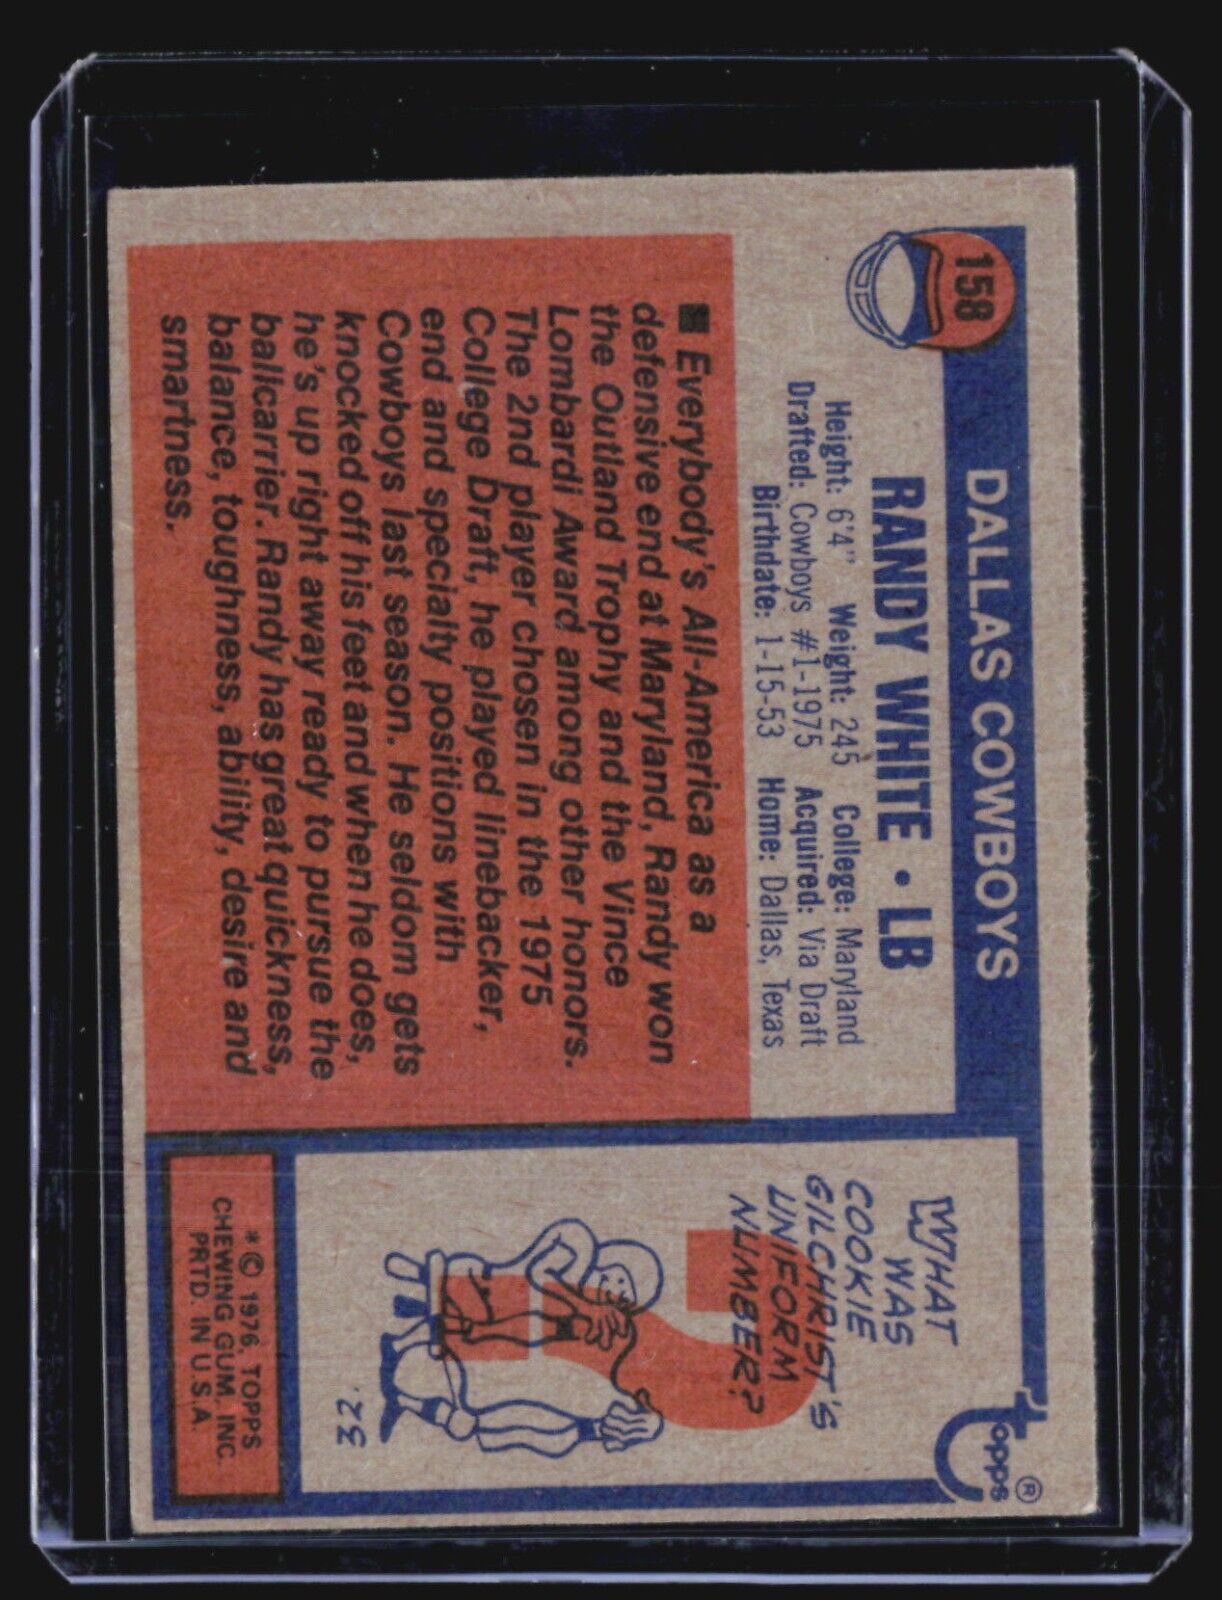 158
DALLAS COWBOYS
RANDY WHITE • LB
Height: 6'4" Weight: 245 College: Maryland
Drafted: Cowboys #1-1975 Acquired: Via Draft
Birthdate: 1-15-53 Home: Dallas, Texas
■ Everybody's All-America as a
defensive end at Maryland, Randy won
the Outland Trophy and the Vince
Lombardi Award among other honors.
The 2nd player chosen in the 1975
College Draft, he played linebacker,
end and specialty positions with
Cowboys last season. He seldom gets
knocked off his feet and when he does,
he's up right away ready to pursue the
ballcarrier. Randy has great quickness,
balance, toughness, ability, desire and
smartness.
topps®
WHAT
WAS
COOKIE
GILCHRIST'S
UNIFORM
NUMBER?
32.
*© 1976, TOPPS
CHEWING GUM, INC.
PRTD. IN U.S.A.